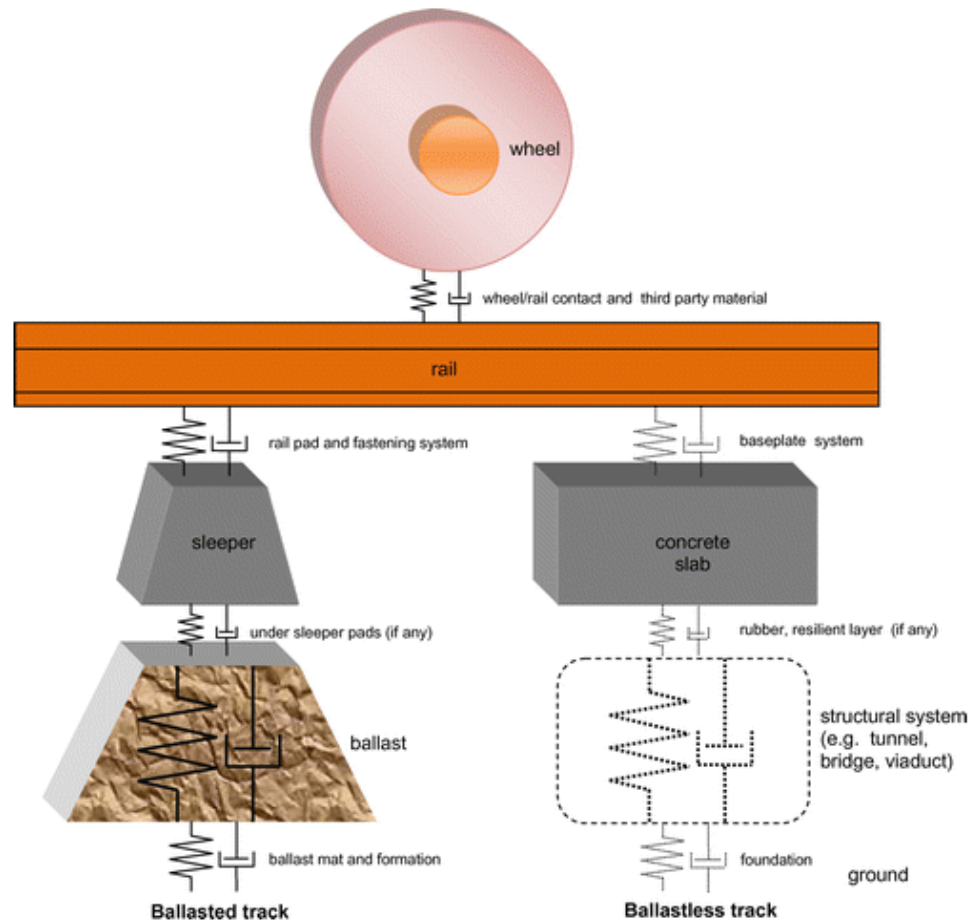 wheel
wheel/rail contact and third party material
rail
rail pad and fastening system
baseplate system
sleeper
concrete
slab
under sleeper pads (if any)
rubber, resilient layer (if any)
ballast
structural system
(e.g. tunnel,
bridge, viaduct)
ballast mat and formation
foundation
ground
Ballasted track
Ballastless track